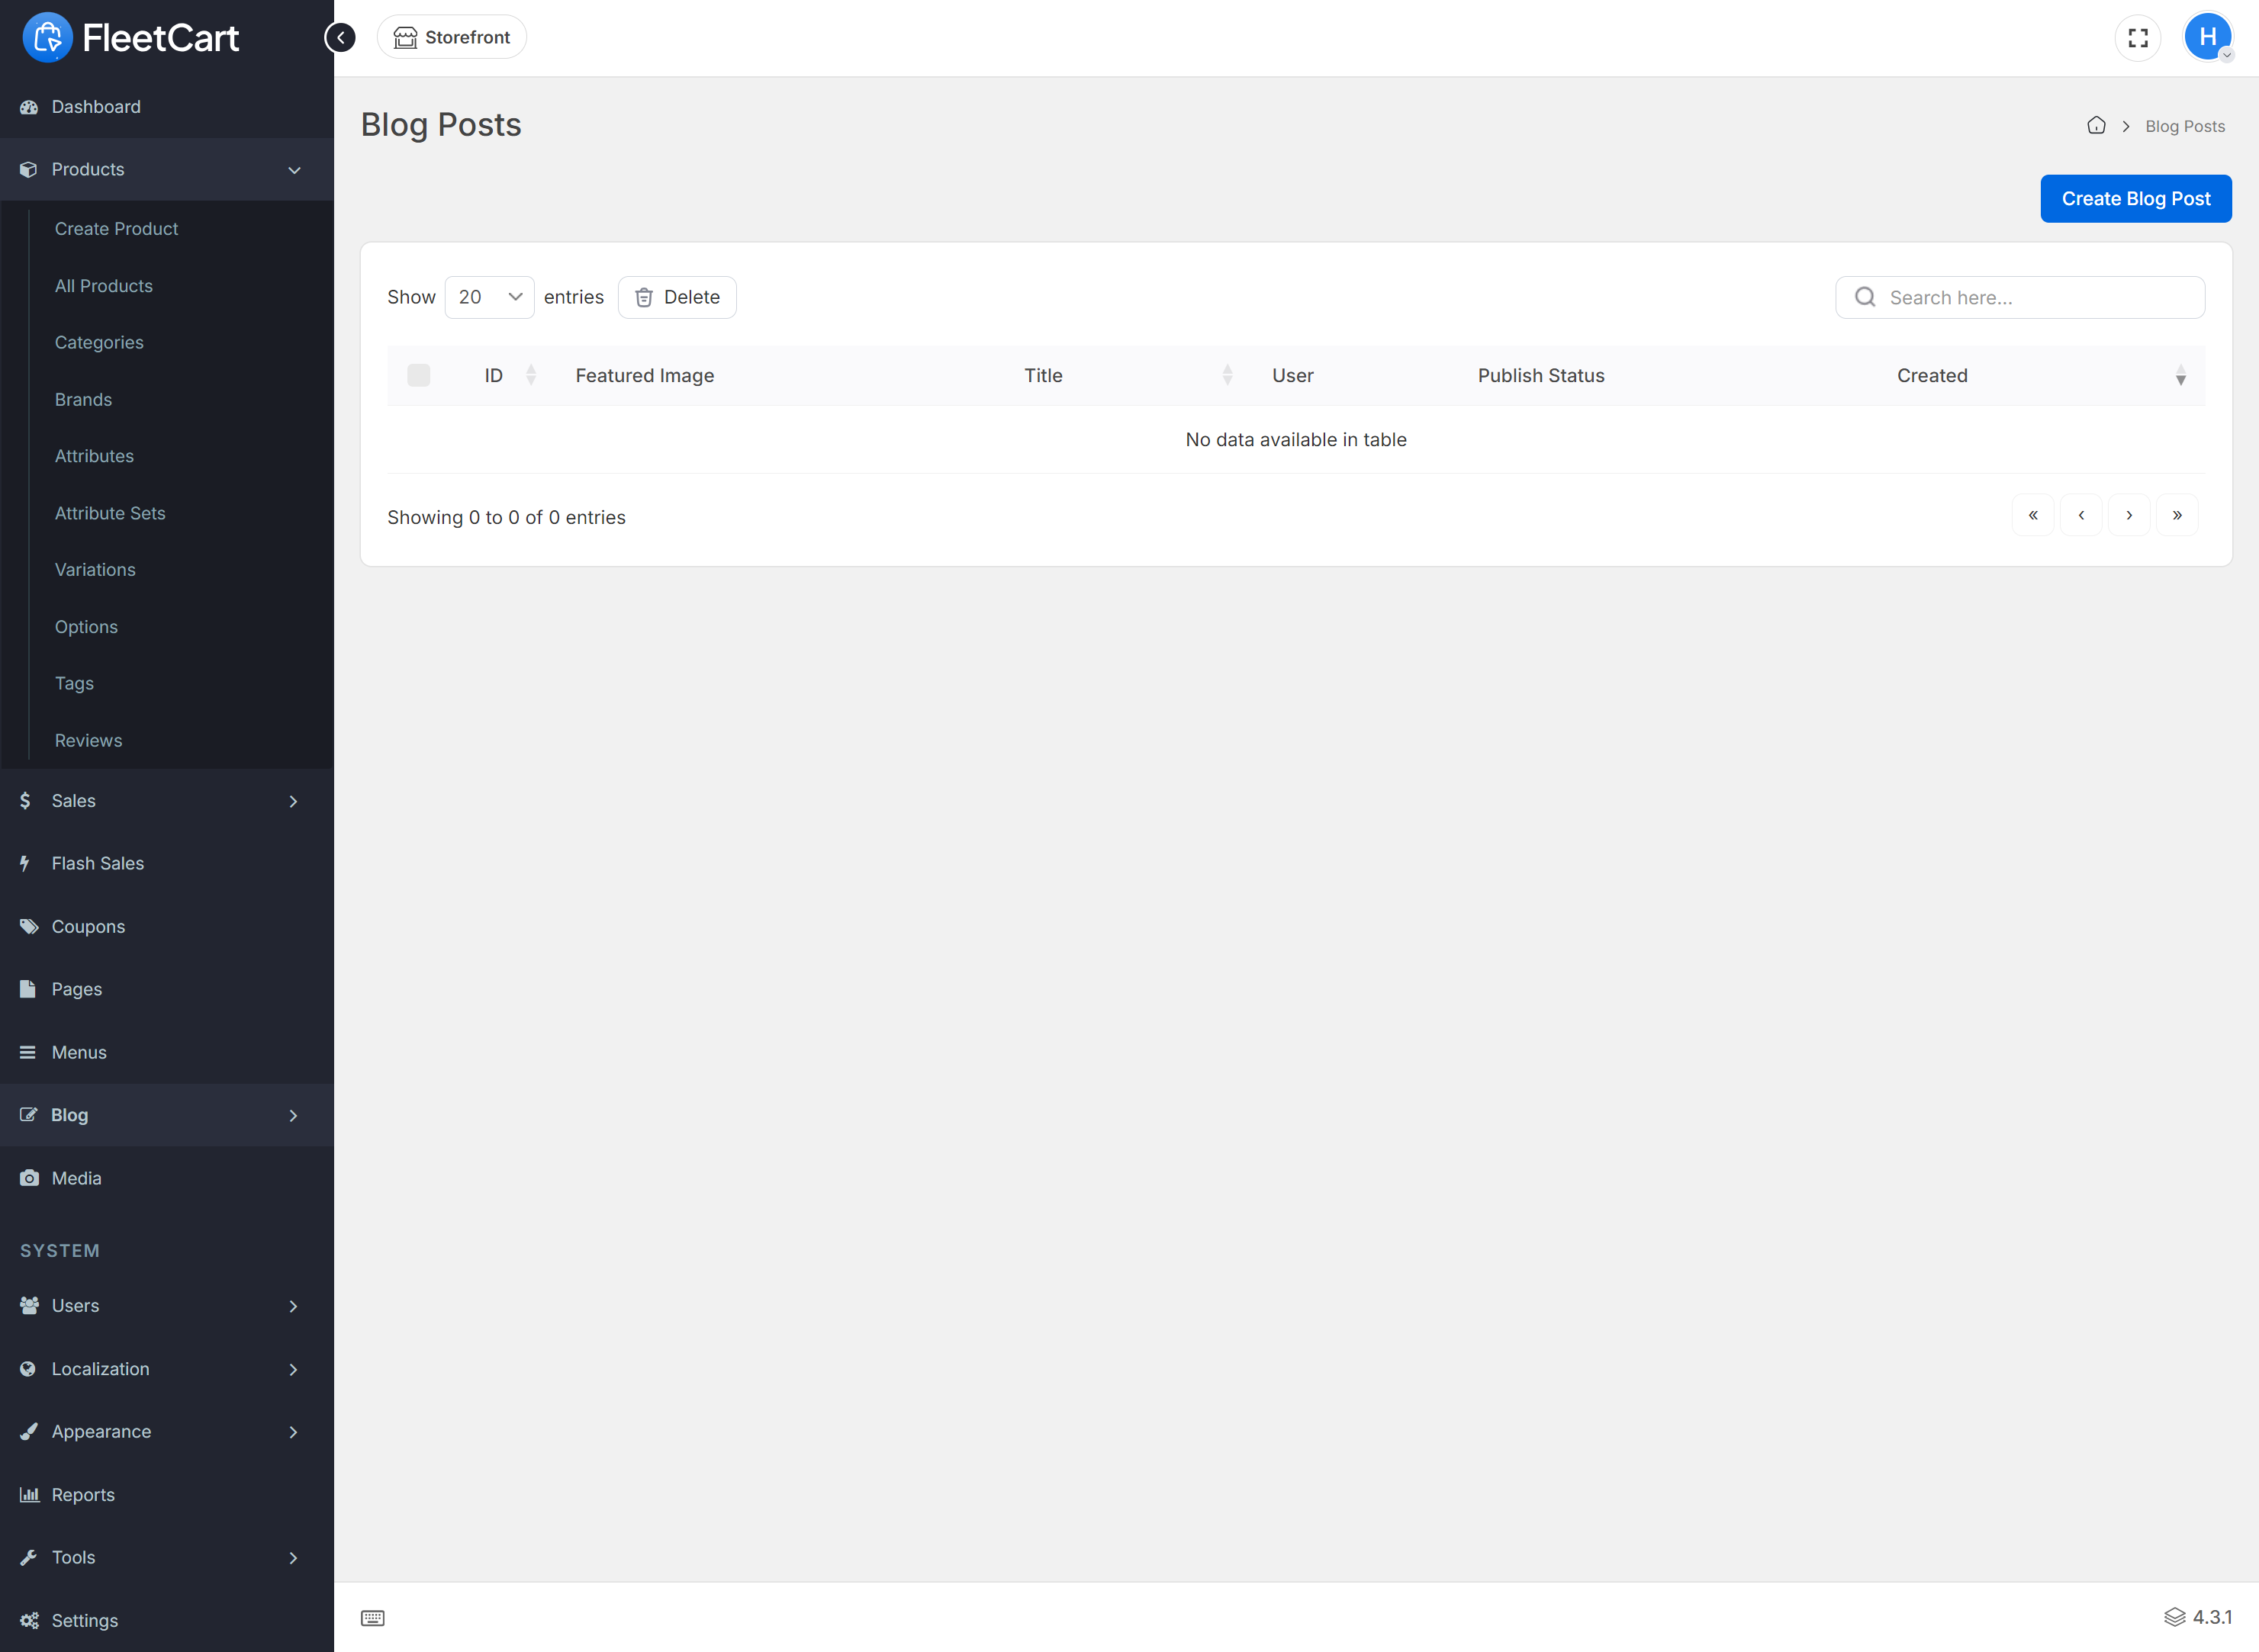 FleetCart
Storefront
H
Dashboard
Products
Create Product
All Products
Categories
Brands
Attributes
Attribute Sets
Variations
Options
Tags
Reviews
Sales
Flash Sales
Coupons
Pages
Menus
Blog
Media
SYSTEM
Users
Localization
Appearance
Reports
Tools
Settings
Blog Posts
Blog Posts
Create Blog Post
Show 20 entries Delete
Search here...
ID Featured Image Title User Publish Status Created
No data available in table
Showing 0 to 0 of 0 entries
« ‹ › »
4.3.1